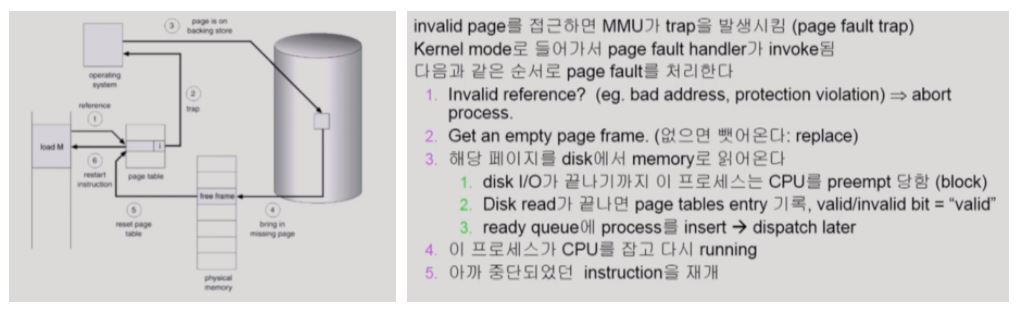 3
page is on
backing store
operating
system
2
trap
reference
1
load M
i
6
restart
instruction
page table
free frame
5
reset page
table
4
bring in
missing page
physical
memory
invalid page를 접근하면 MMU가 trap을 발생시킴 (page fault trap)
Kernel mode로 들어가서 page fault handler가 invoke됨
다음과 같은 순서로 page fault를 처리한다
1. Invalid reference? (eg. bad address, protection violation) ⇒ abort
process.
2. Get an empty page frame. (없으면 뺏어온다: replace)
3. 해당 페이지를 disk에서 memory로 읽어온다
1. disk I/O가 끝나기까지 이 프로세스는 CPU를 preempt 당함 (block)
2. Disk read가 끝나면 page tables entry 기록, valid/invalid bit = “valid”
3. ready queue에 process를 insert → dispatch later
4. 이 프로세스가 CPU를 잡고 다시 running
5. 아까 중단되었던 instruction을 재개